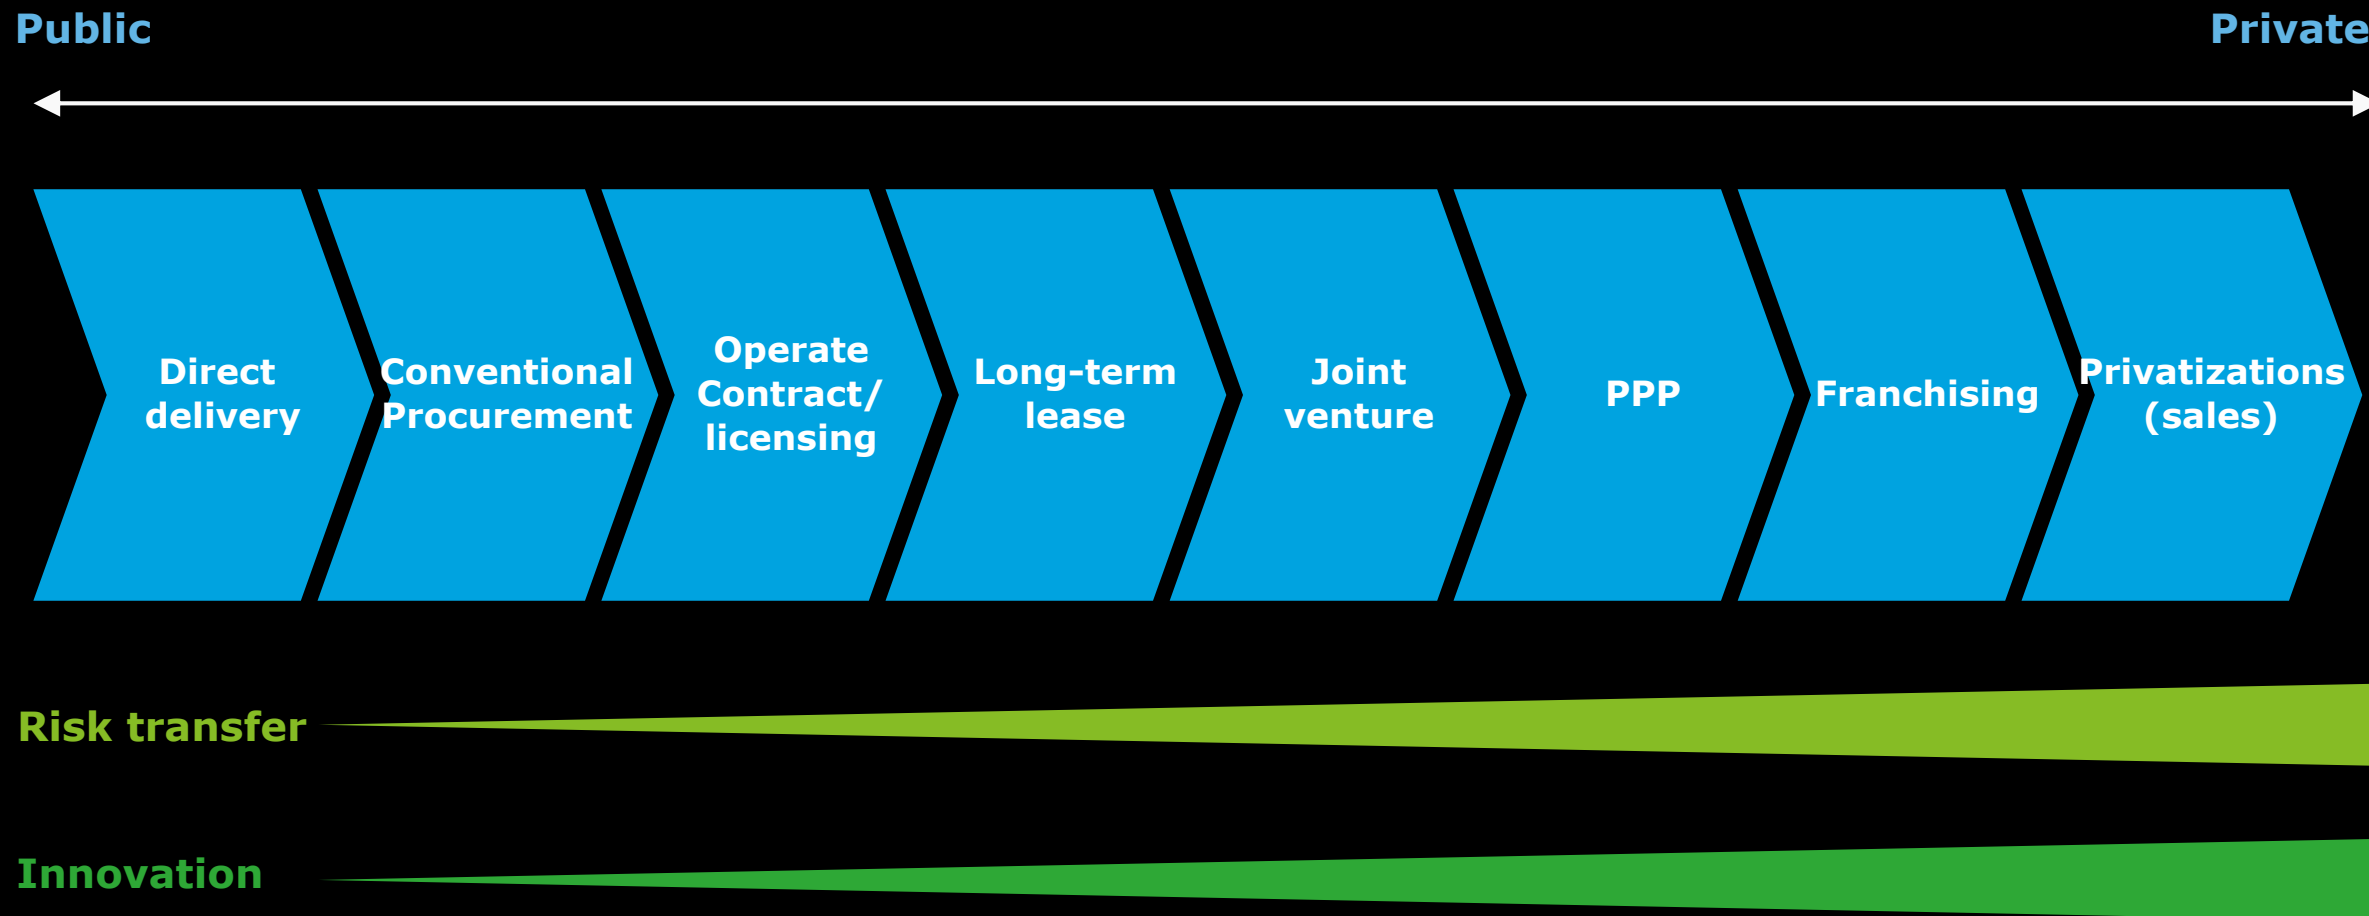 Public
Private
Direct
delivery
Conventional
Procurement
Operate
Contract/
licensing
Long-term
lease
Joint
venture
PPP
Franchising
Privatizations
(sales)
Risk transfer
Innovation